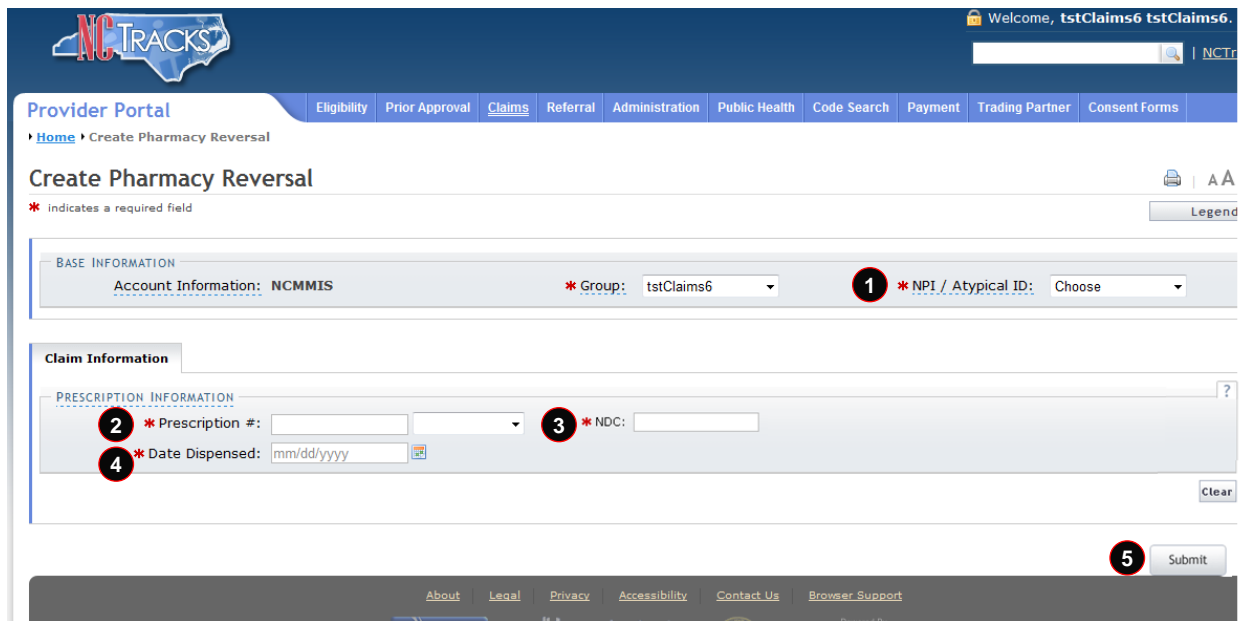 Welcome, tstClaims6 tstClaims6.
NCTRACKS
| NCTr
Provider Portal
Eligibility Prior Approval Claims Referral Administration Public Health Code Search Payment Trading Partner Consent Forms
Home Create Pharmacy Reversal
Create Pharmacy Reversal
| A A
* indicates a required field
Legend
BASE INFORMATION
Account Information: NCMMIS * Group: tstClaims6 1 * NPI / Atypical ID: Choose
Claim Information
PRESCRIPTION INFORMATION
?
2 * Prescription #: 3 * NDC:
4 * Date Dispensed: mm/dd/yyyy
Clear
5 Submit
About Legal Privacy Accessibility Contact Us Browser Support